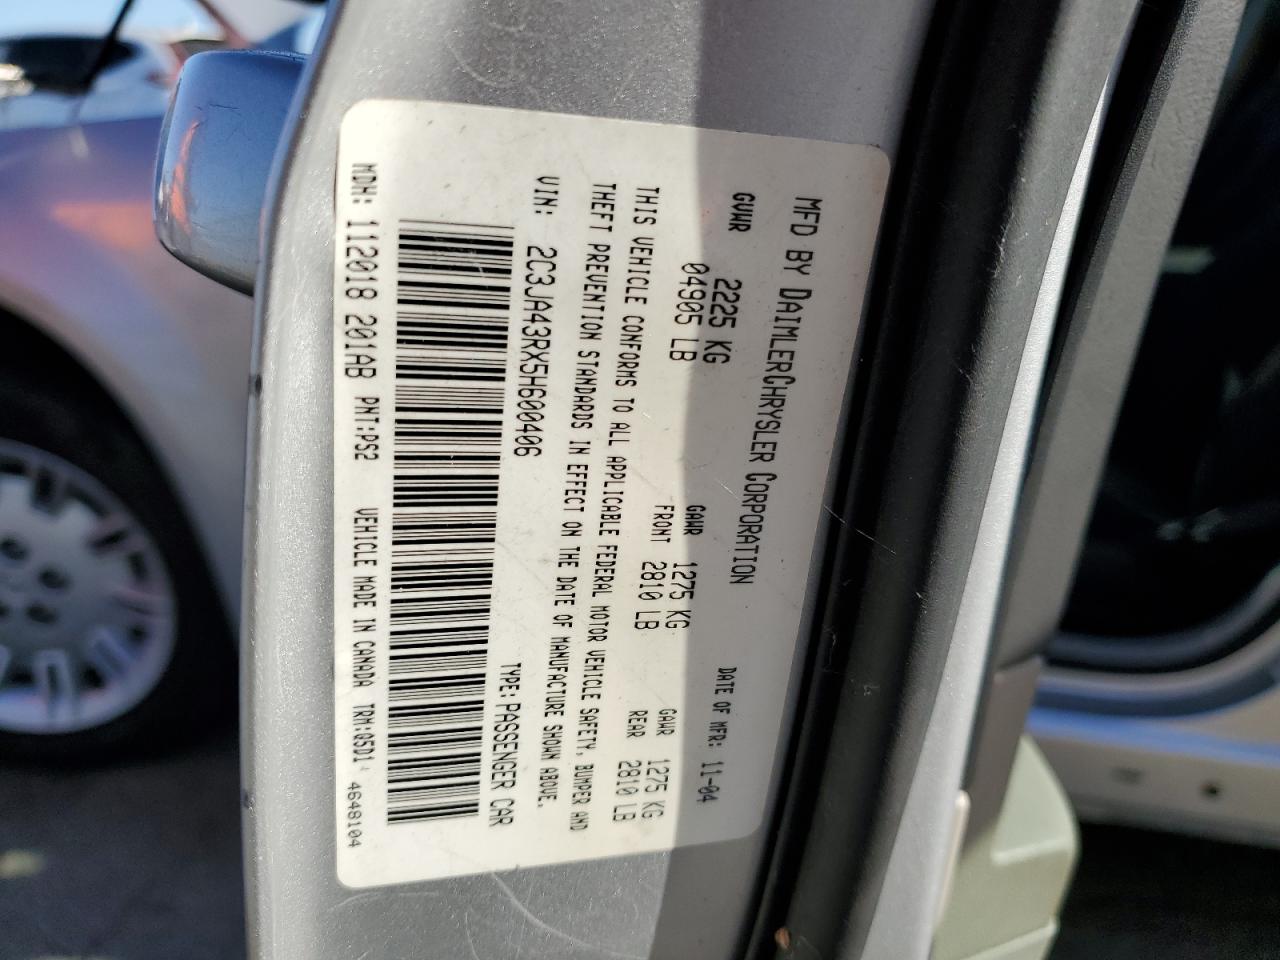 MFD BY DAIMLERCHRYSLER CORPORATION
DATE OF MFR: 11-04
GVWR 2225 KG
04905 LB
GAWR 1275 KG
FRONT 2810 LB
GAWR 1275 KG
REAR 2810 LB
THIS VEHICLE CONFORMS TO ALL APPLICABLE FEDERAL MOTOR VEHICLE SAFETY, BUMPER AND
THEFT PREVENTION STANDARDS IN EFFECT ON THE DATE OF MANUFACTURE SHOWN ABOVE.
VIN: 2C3JA43RX5H600406 TYPE: PASSENGER CAR
MDH: 112018 201AB PNT:PS2 VEHICLE MADE IN CANADA TRM:05D1 4648104